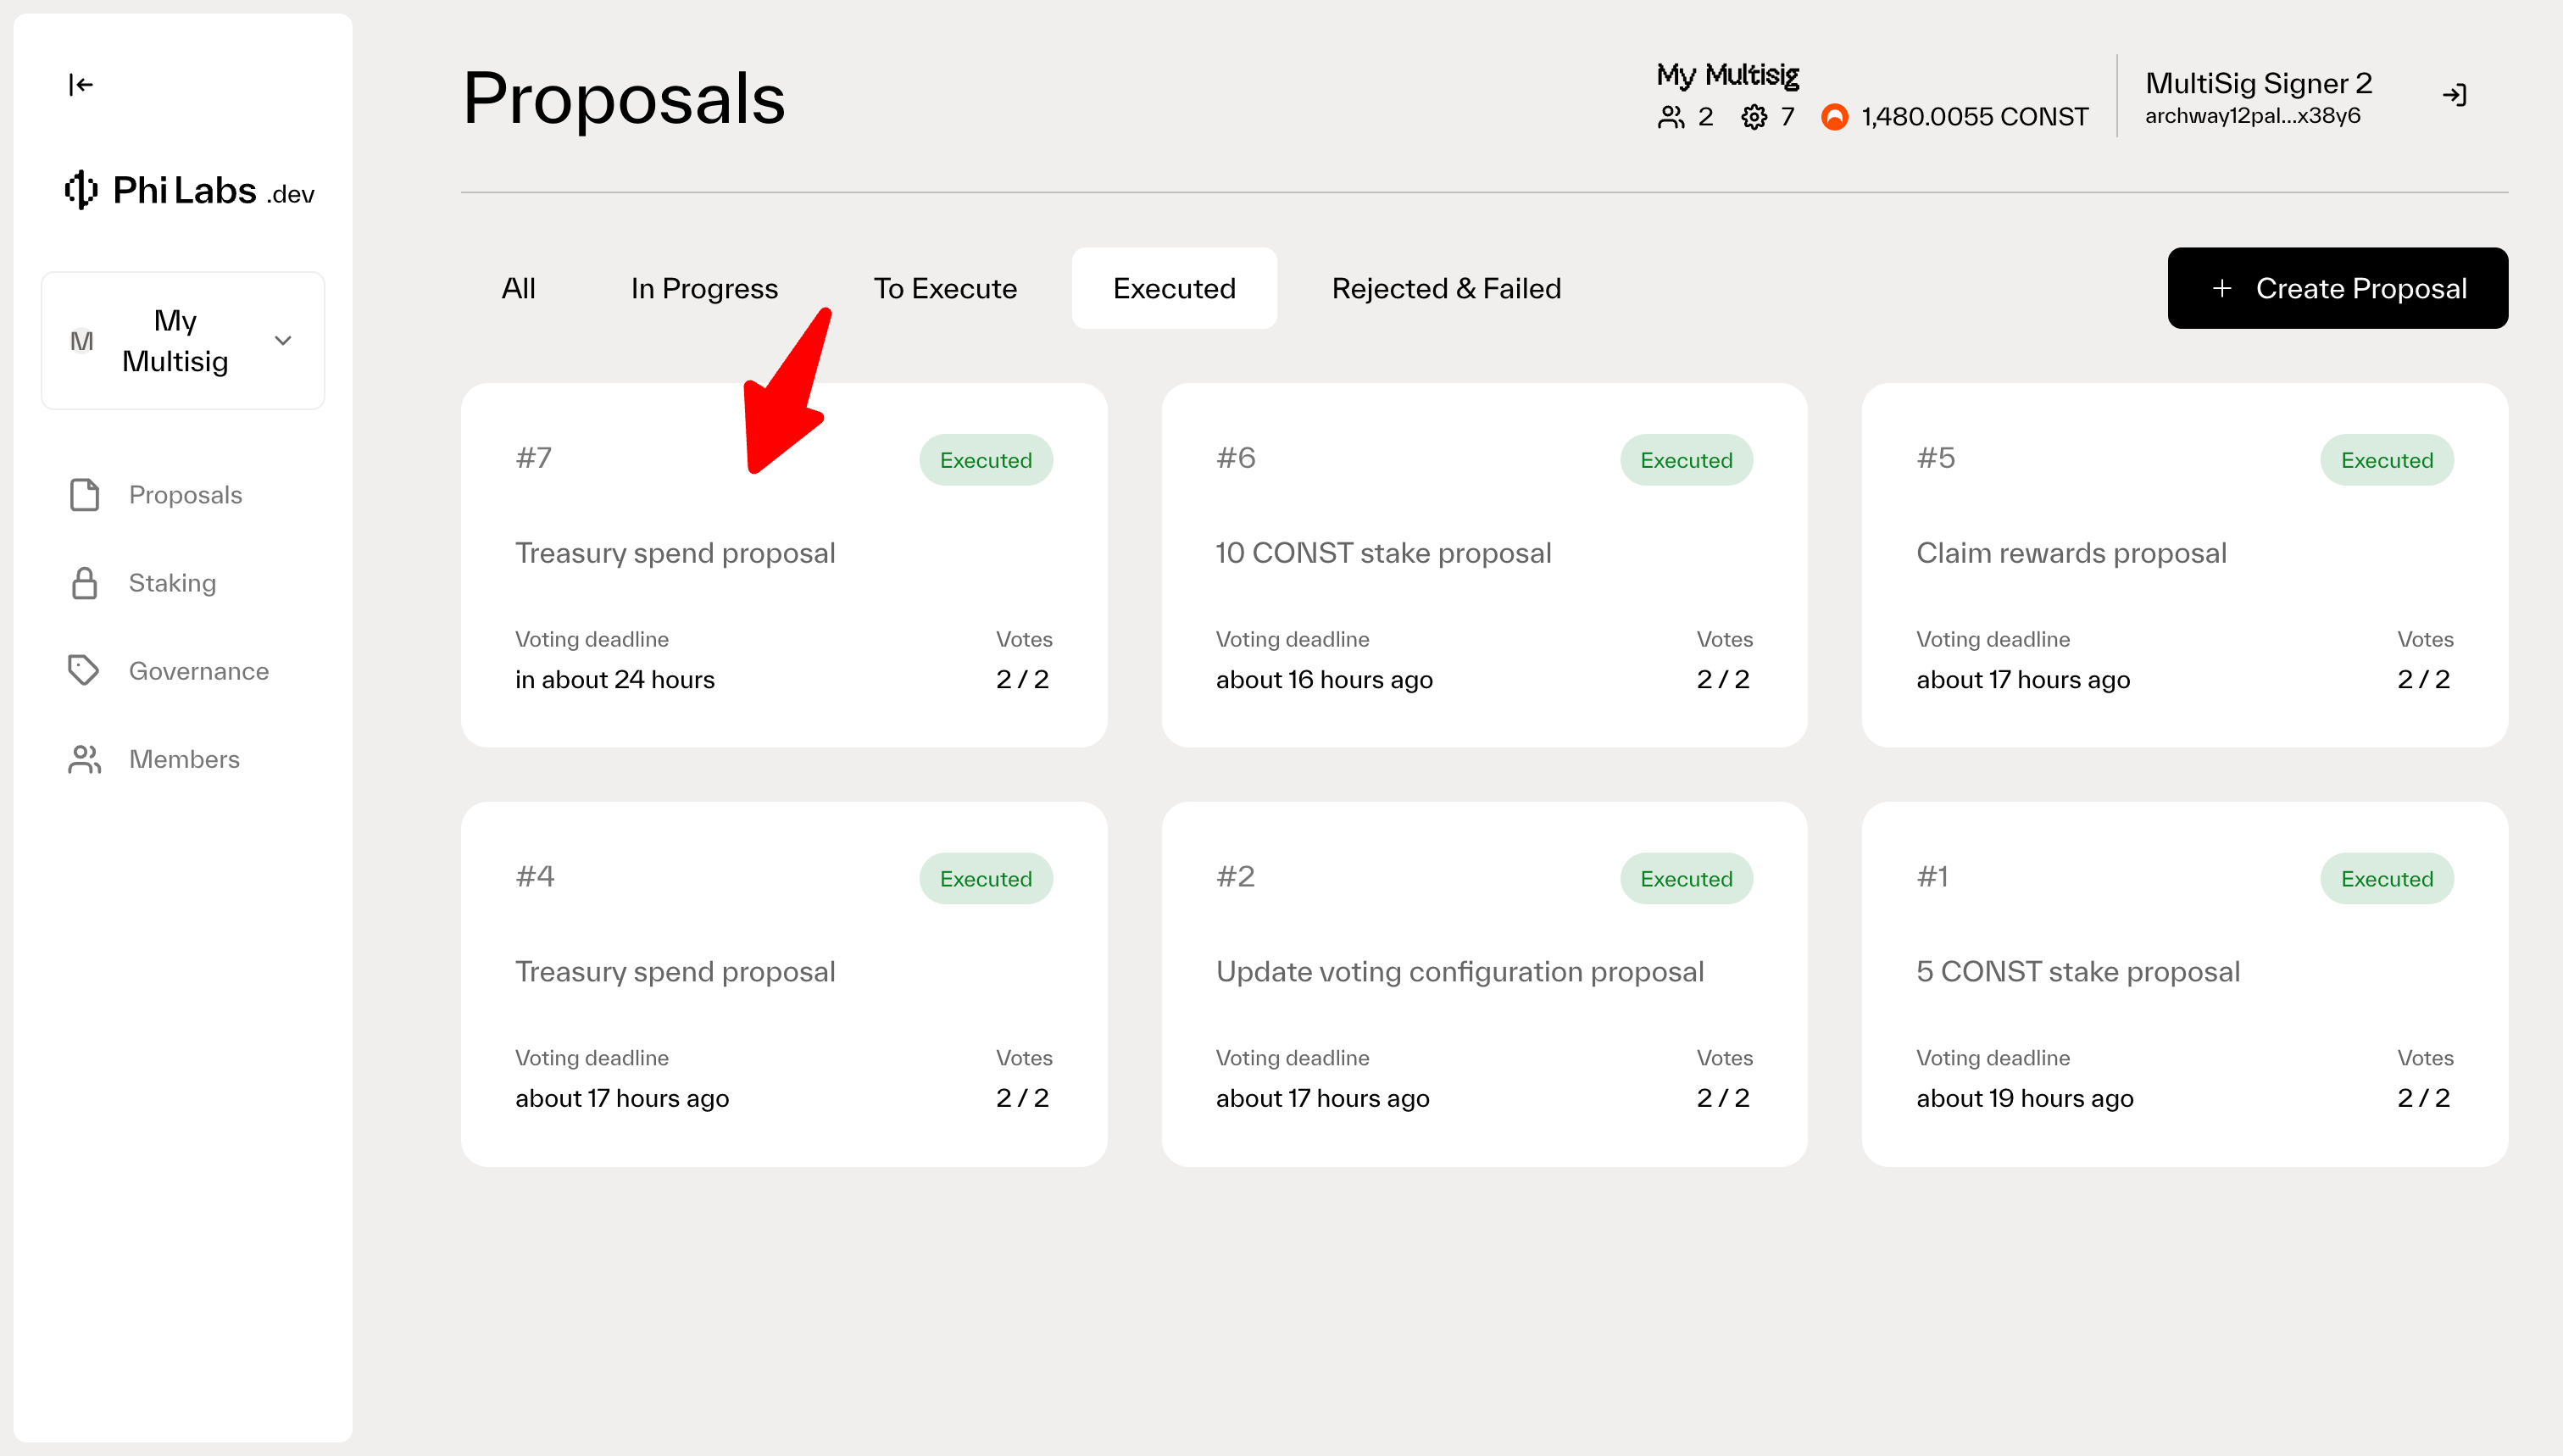 Phi Labs .dev
M
My
Multisig
Proposals
Staking
Governance
Members
Proposals
My Multisig
2 7 1,480.0055 CONST
MultiSig Signer 2
archway12pal...x38y6
All In Progress To Execute Executed Rejected & Failed
+ Create Proposal
#7 Executed
Treasury spend proposal
Voting deadline Votes
in about 24 hours 2 / 2
#6 Executed
10 CONST stake proposal
Voting deadline Votes
about 16 hours ago 2 / 2
#5 Executed
Claim rewards proposal
Voting deadline Votes
about 17 hours ago 2 / 2
#4 Executed
Treasury spend proposal
Voting deadline Votes
about 17 hours ago 2 / 2
#2 Executed
Update voting configuration proposal
Voting deadline Votes
about 17 hours ago 2 / 2
#1 Executed
5 CONST stake proposal
Voting deadline Votes
about 19 hours ago 2 / 2